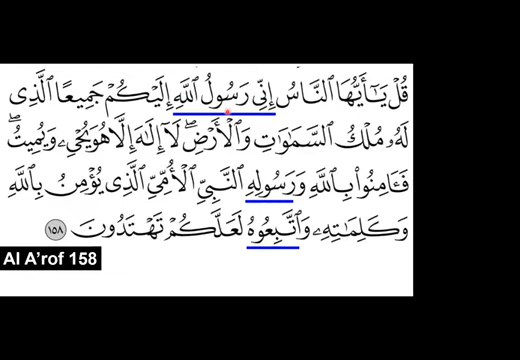 قُلْ يَـٰٓأَيُّهَا ٱلنَّاسُ إِنِّى رَسُولُ ٱللَّهِ إِلَيْكُمْ جَمِيعًا ٱلَّذِى
لَهُۥ مُلْكُ ٱلسَّمَـٰوَٰتِ وَٱلْأَرْضِ ۖ لَآ إِلَـٰهَ إِلَّا هُوَ يُحْىِۦ وَيُمِيتُ ۖ
فَـَٔامِنُوا۟ بِٱللَّهِ وَرَسُولِهِ ٱلنَّبِىِّ ٱلْأُمِّىِّ ٱلَّذِى يُؤْمِنُ بِٱللَّهِ
وَكَلِمَـٰتِهِۦ وَٱتَّبِعُوهُ لَعَلَّكُمْ تَهْتَدُونَ ١٥٨
Al A’rof 158